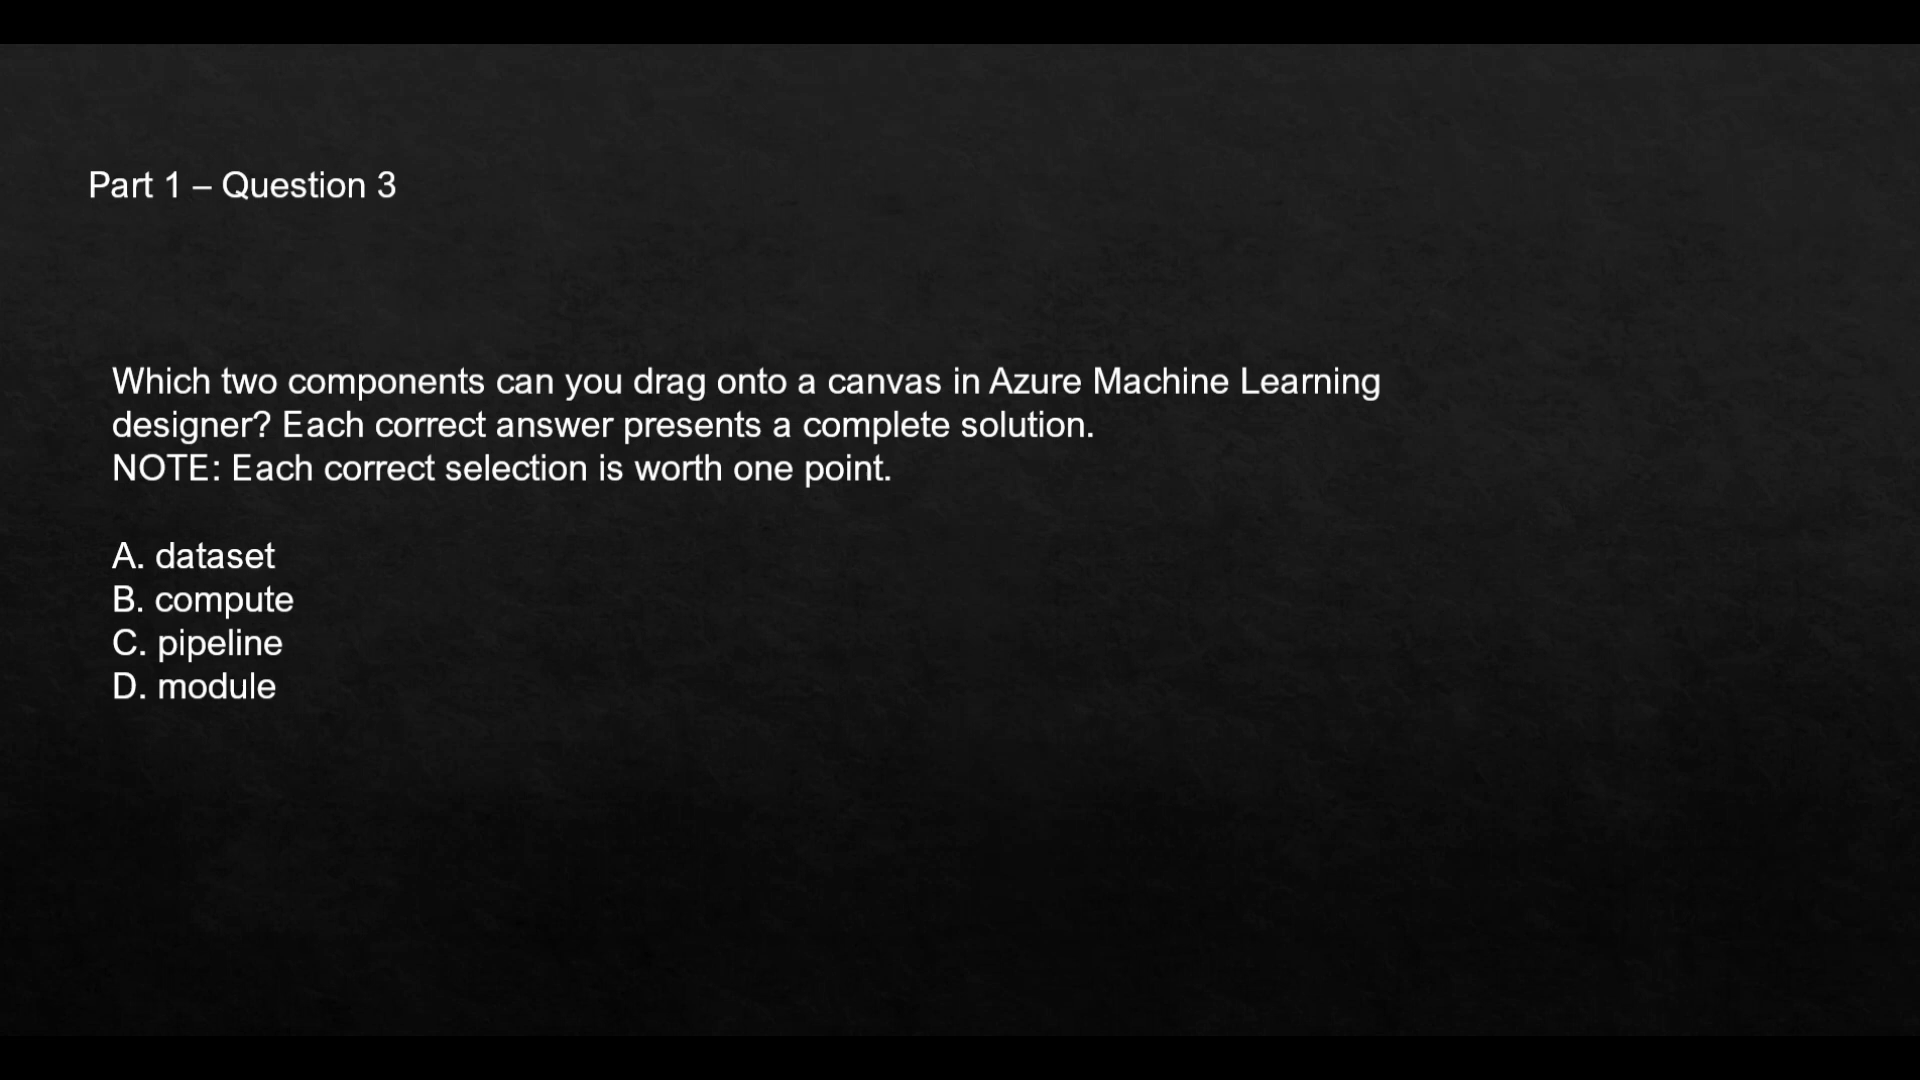 Part 1 – Question 3
Which two components can you drag onto a canvas in Azure Machine Learning
designer? Each correct answer presents a complete solution.
NOTE: Each correct selection is worth one point.
A. dataset
B. compute
C. pipeline
D. module